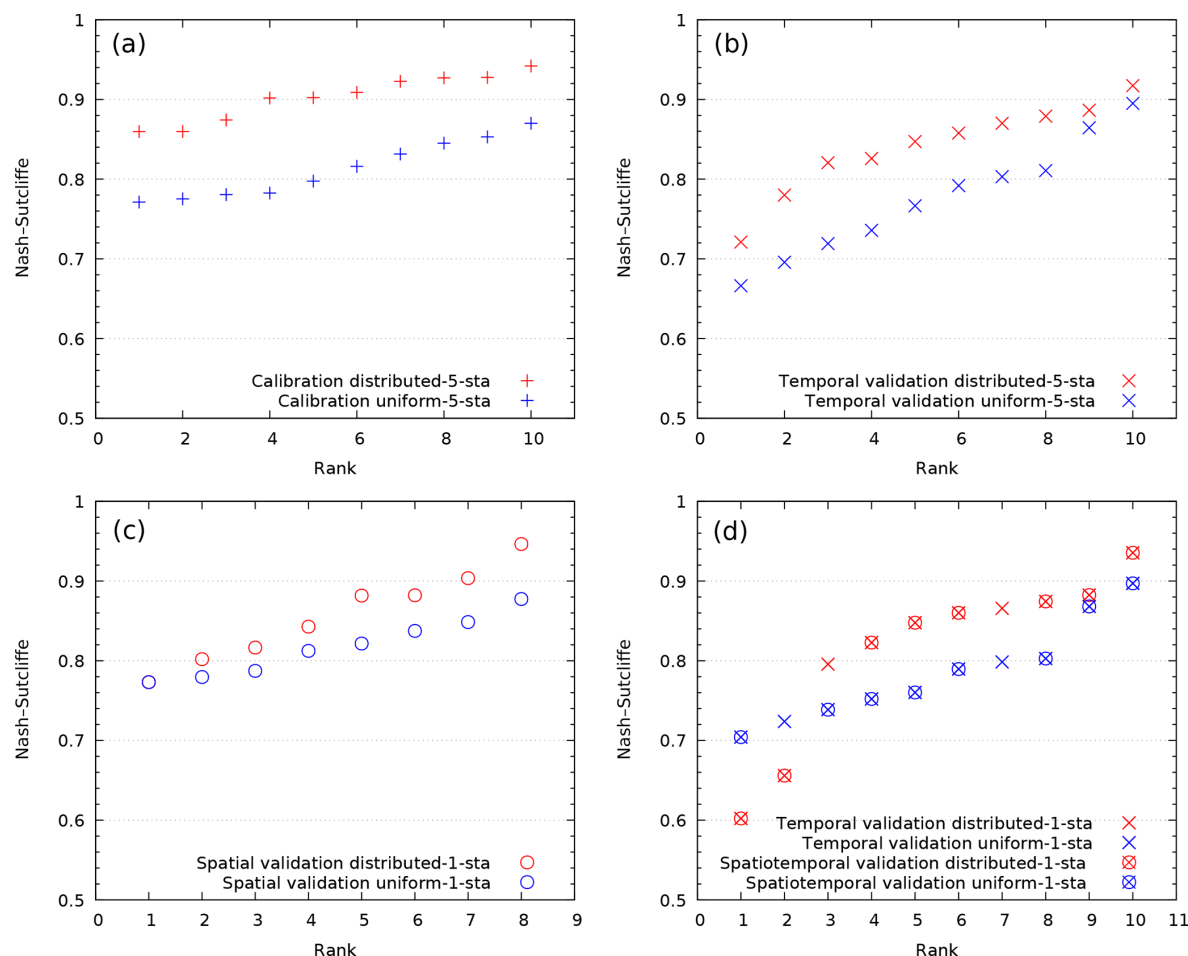 (a)
1
0.9
0.8
0.7
0.6
0.5
Nash–Sutcliffe
Calibration distributed-5-sta
Calibration uniform-5-sta
0 2 4 6 8 10
Rank
(b)
1
0.9
0.8
0.7
0.6
0.5
Nash–Sutcliffe
Temporal validation distributed-5-sta
Temporal validation uniform-5-sta
0 2 4 6 8 10
Rank
(c)
1
0.9
0.8
0.7
0.6
0.5
Nash–Sutcliffe
Spatial validation distributed-1-sta
Spatial validation uniform-1-sta
0 1 2 3 4 5 6 7 8 9
Rank
(d)
1
0.9
0.8
0.7
0.6
0.5
Nash–Sutcliffe
Temporal validation distributed-1-sta
Temporal validation uniform-1-sta
Spatiotemporal validation distributed-1-sta
Spatiotemporal validation uniform-1-sta
0 1 2 3 4 5 6 7 8 9 10 11
Rank